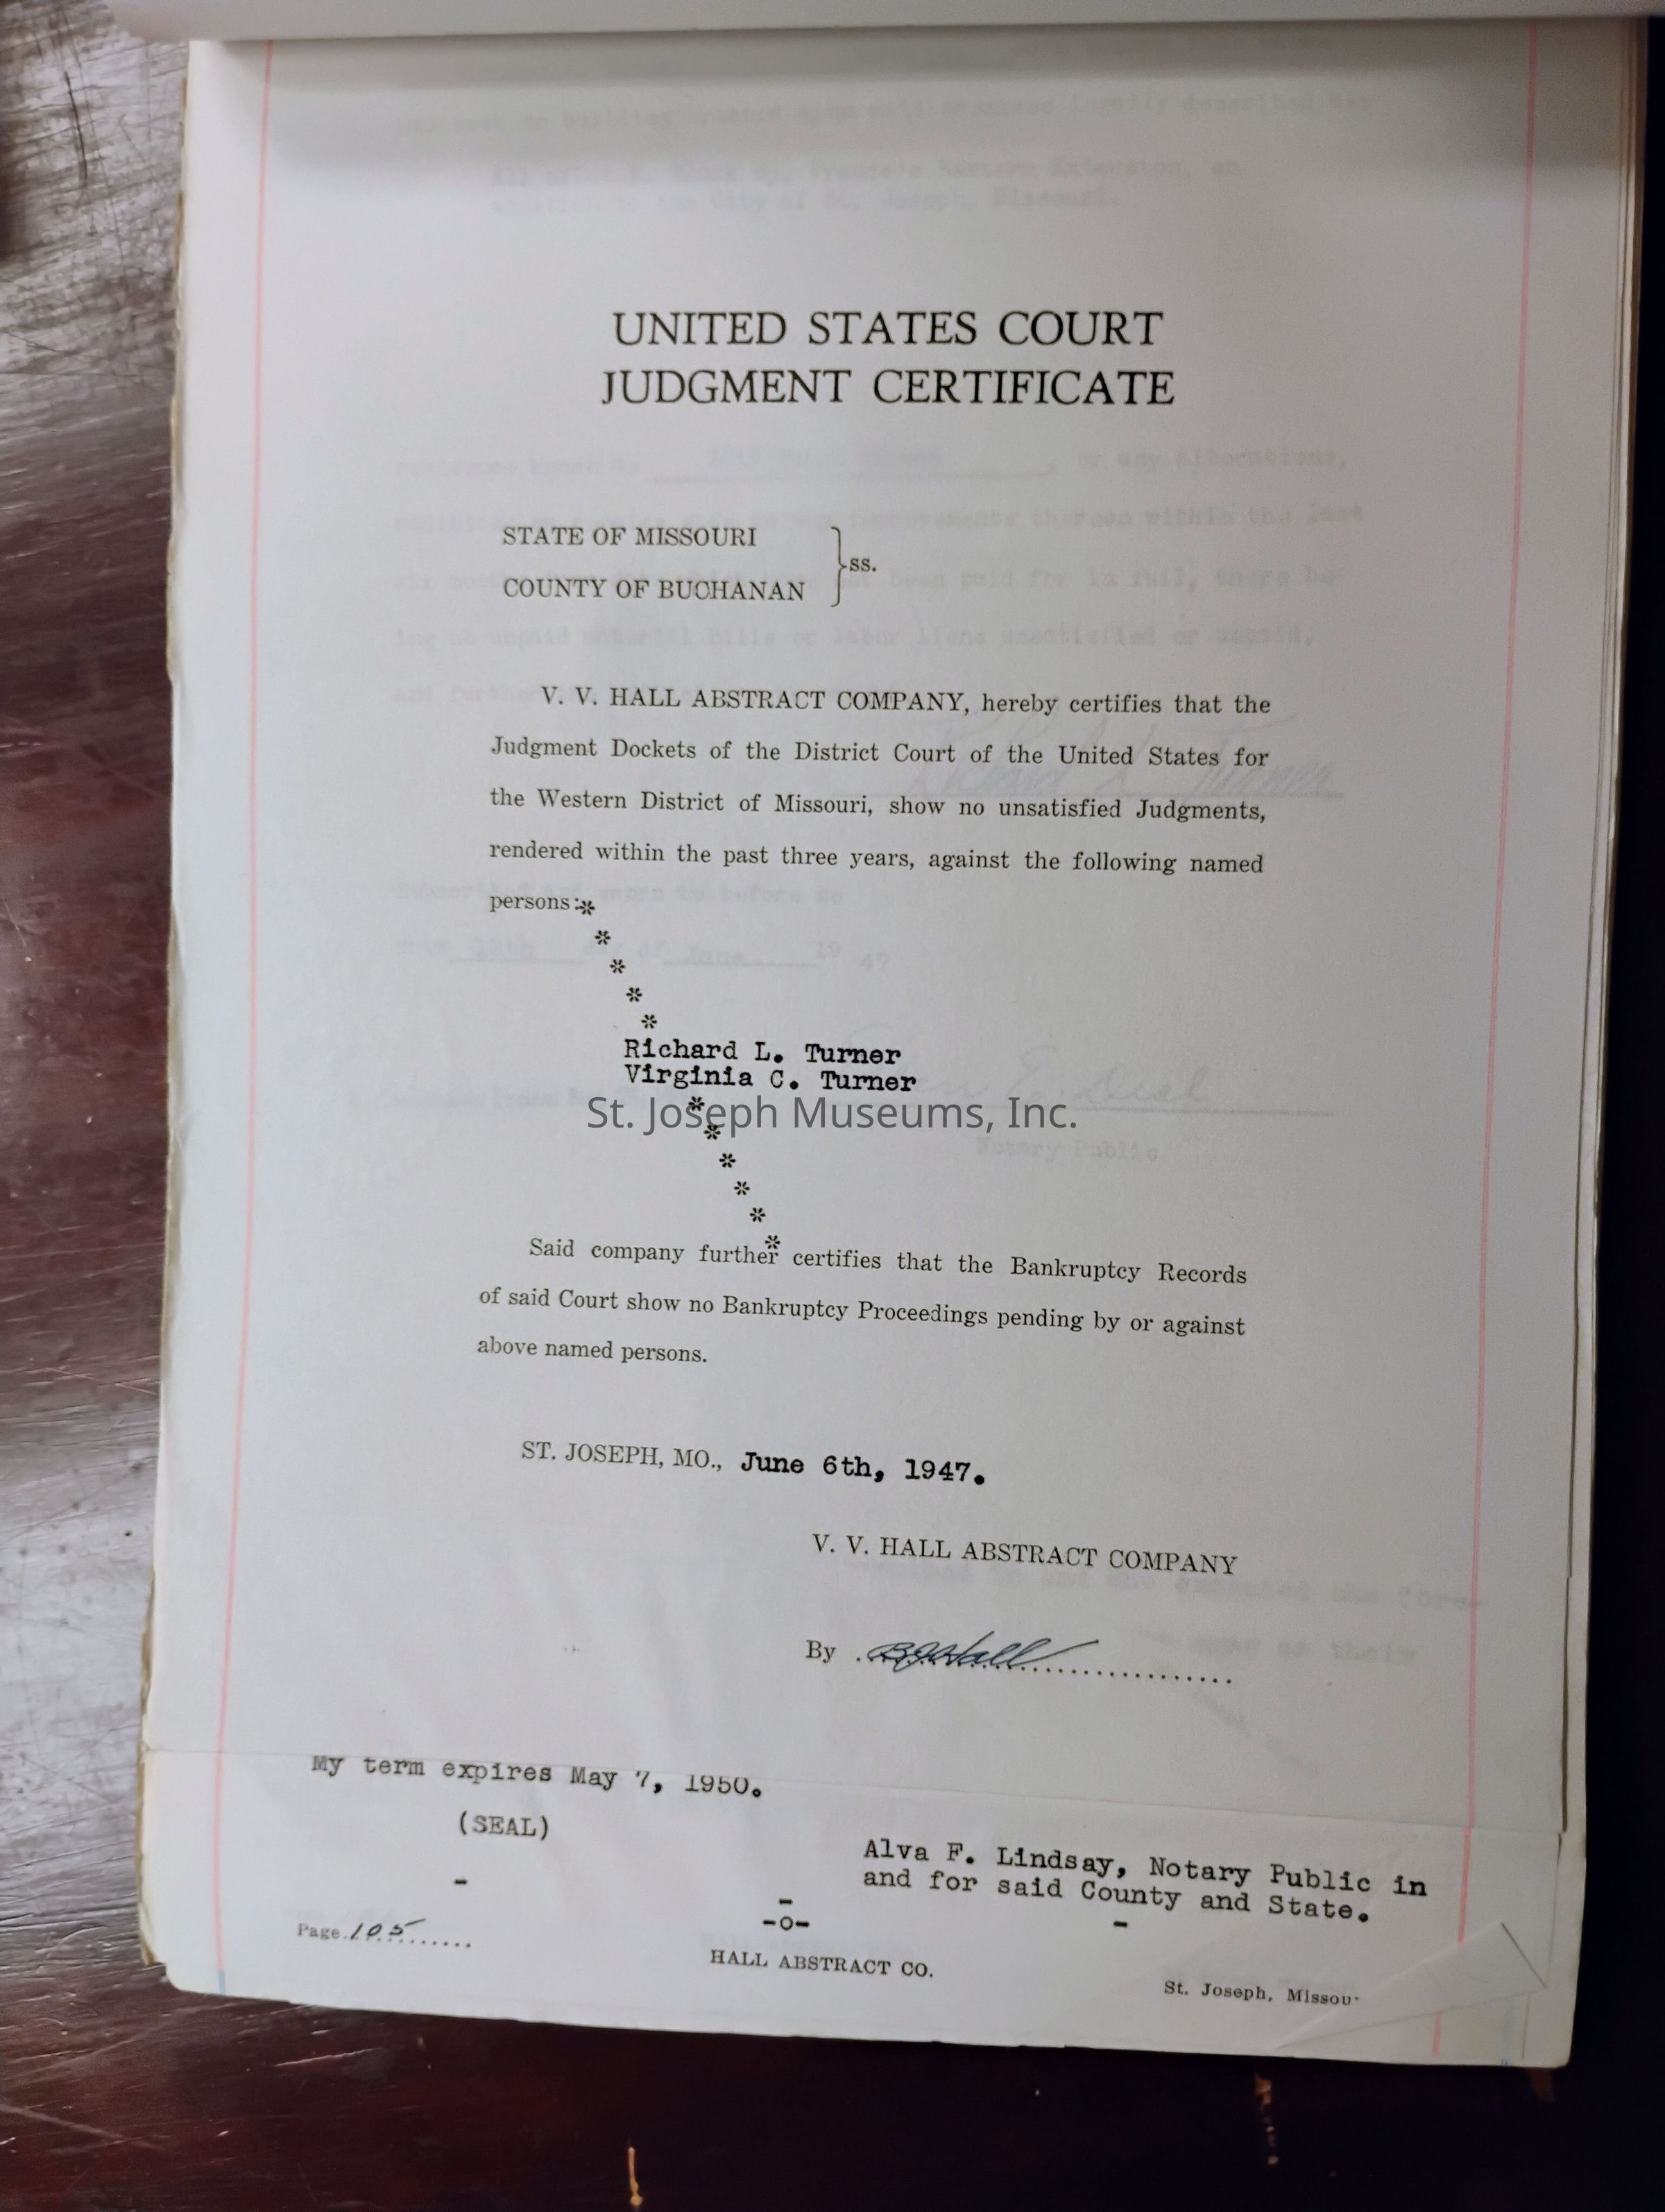 UNITED STATES COURT
JUDGMENT CERTIFICATE
STATE OF MISSOURI
COUNTY OF BUCHANAN
ss.
V. V. HALL ABSTRACT COMPANY, hereby certifies that the
Judgment Dockets of the District Court of the United States for
the Western District of Missouri, show no unsatisfied Judgments,
rendered within the past three years, against the following named
persons:*
*
*
*
*
Richard L. Turner
Virginia C. Turner
*
St. Joseph Museums, Inc.
*
*
*
*
*
Said company further certifies that the Bankruptcy Records
of said Court show no Bankruptcy Proceedings pending by or against
above named persons.
ST. JOSEPH, MO., June 6th, 1947.
V. V. HALL ABSTRACT COMPANY
By Hall
My term expires May 7, 1950.
(SEAL)
Alva F. Lindsay, Notary Public in
and for said County and State.
-o-
Page 105
HALL ABSTRACT CO.
St. Joseph, Missou